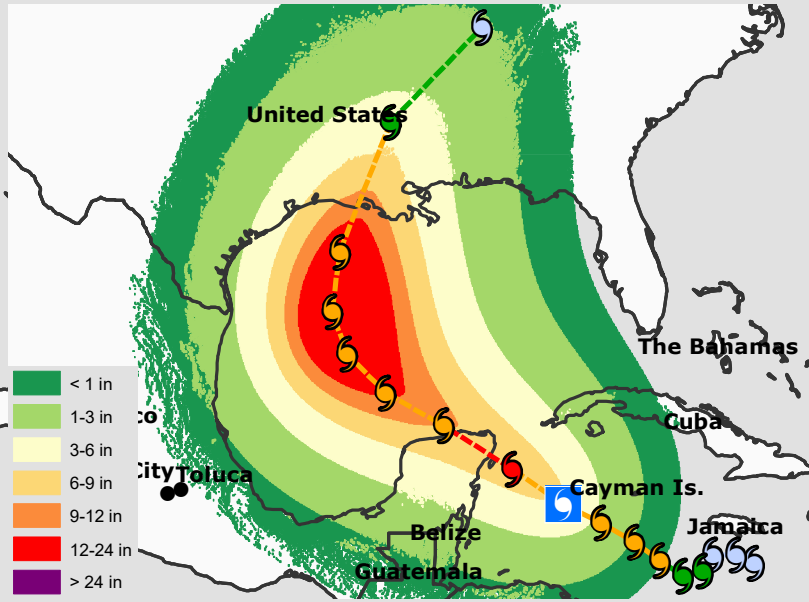 United States
The Bahamas
Cuba
Cayman Is.
Jamaica
Belize
Guatemala
co
City
Toluca
< 1 in
1-3 in
3-6 in
6-9 in
9-12 in
12-24 in
> 24 in